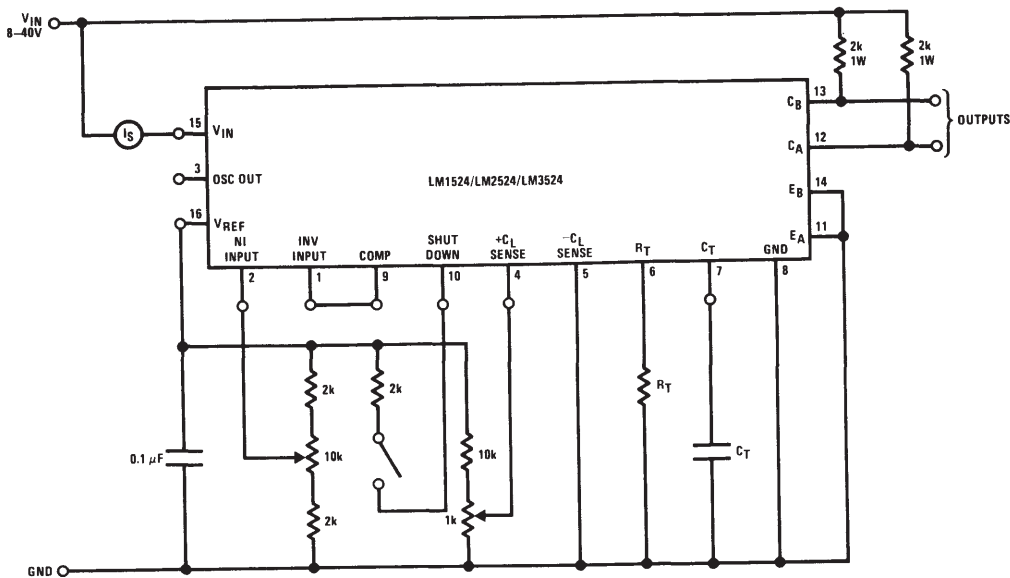 VIN
8–40V
2k
1W
2k
1W
IS
15
VIN
3
OSC OUT
16
VREF
LM1524/LM2524/LM3524
CB
13
CA
12
EB
14
EA
11
OUTPUTS
NI
INPUT
INV
INPUT
COMP
SHUT
DOWN
+CL
SENSE
−CL
SENSE
RT
CT
GND
2
1
9
10
4
5
6
7
8
2k
2k
10k
10k
2k
1k
0.1 µF
RT
CT
GND